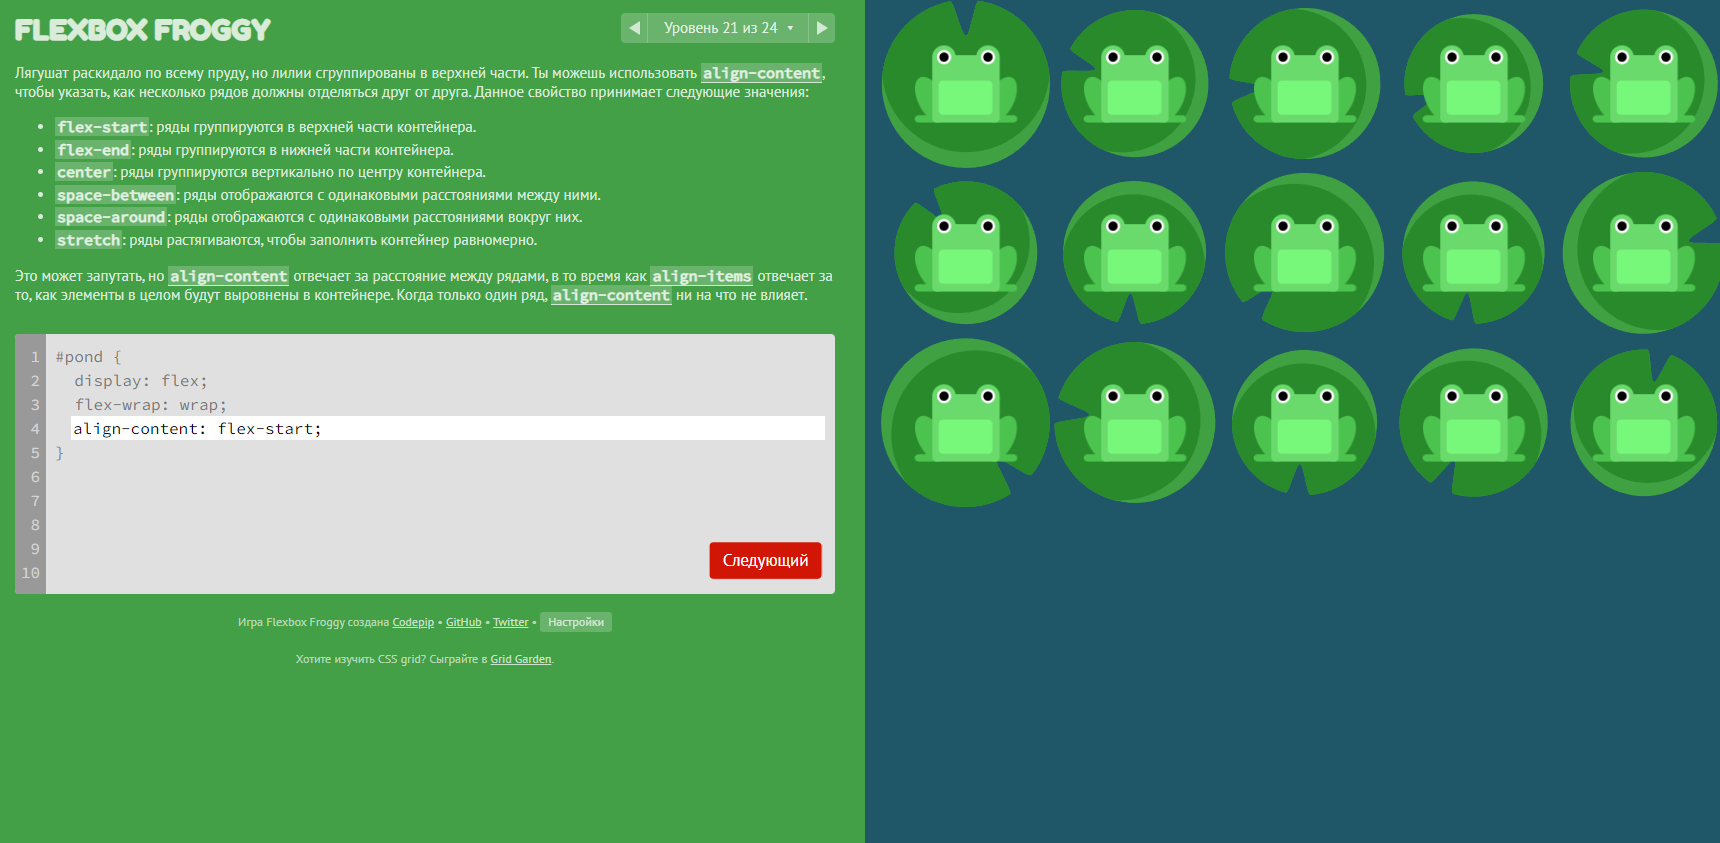 FLEXBOX FROGGY
Уровень 21 из 24
Лягушат раскидало по всему пруду, но лилии сгруппированы в верхней части. Ты можешь использовать align-content,
чтобы указать, как несколько рядов должны отделяться друг от друга. Данное свойство принимает следующие значения:
• flex-start: ряды группируются в верхней части контейнера.
• flex-end: ряды группируются в нижней части контейнера.
• center: ряды группируются вертикально по центру контейнера.
• space-between: ряды отображаются с одинаковыми расстояниями между ними.
• space-around: ряды отображаются с одинаковыми расстояниями вокруг них.
• stretch: ряды растягиваются, чтобы заполнить контейнер равномерно.
Это может запутать, но align-content отвечает за расстояние между рядами, в то время как align-items отвечает за
то, как элементы в целом будут выровнены в контейнере. Когда только один ряд, align-content ни на что не влияет.
1 #pond {
2 display: flex;
3 flex-wrap: wrap;
4 align-content: flex-start;
5 }
6
7
8
9
10
Следующий
Игра Flexbox Froggy создана Codepip • GitHub • Twitter • Настройки
Хотите изучить CSS grid? Сыграйте в Grid Garden.